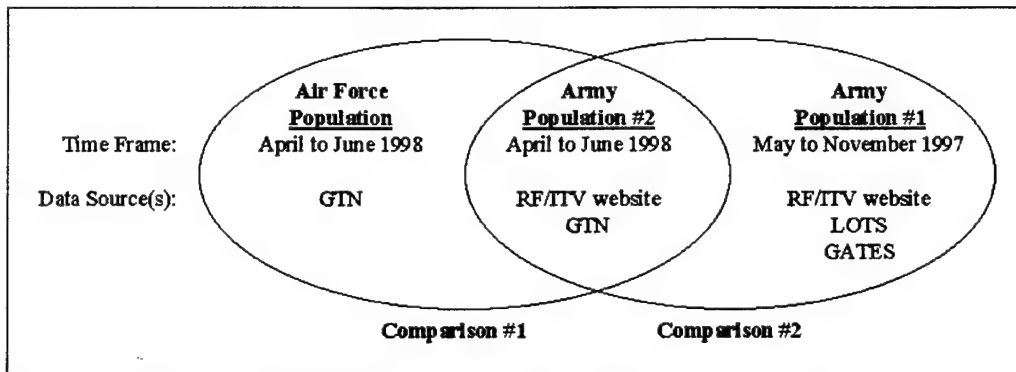 Air Force Army Army
Population Population #2 Population #1
Time Frame: April to June 1998 April to June 1998 May to November 1997
Data Source(s): GTN RF/ITV website RF/ITV website
GTN LOTS
GATES
Comparison #1 Comparison #2